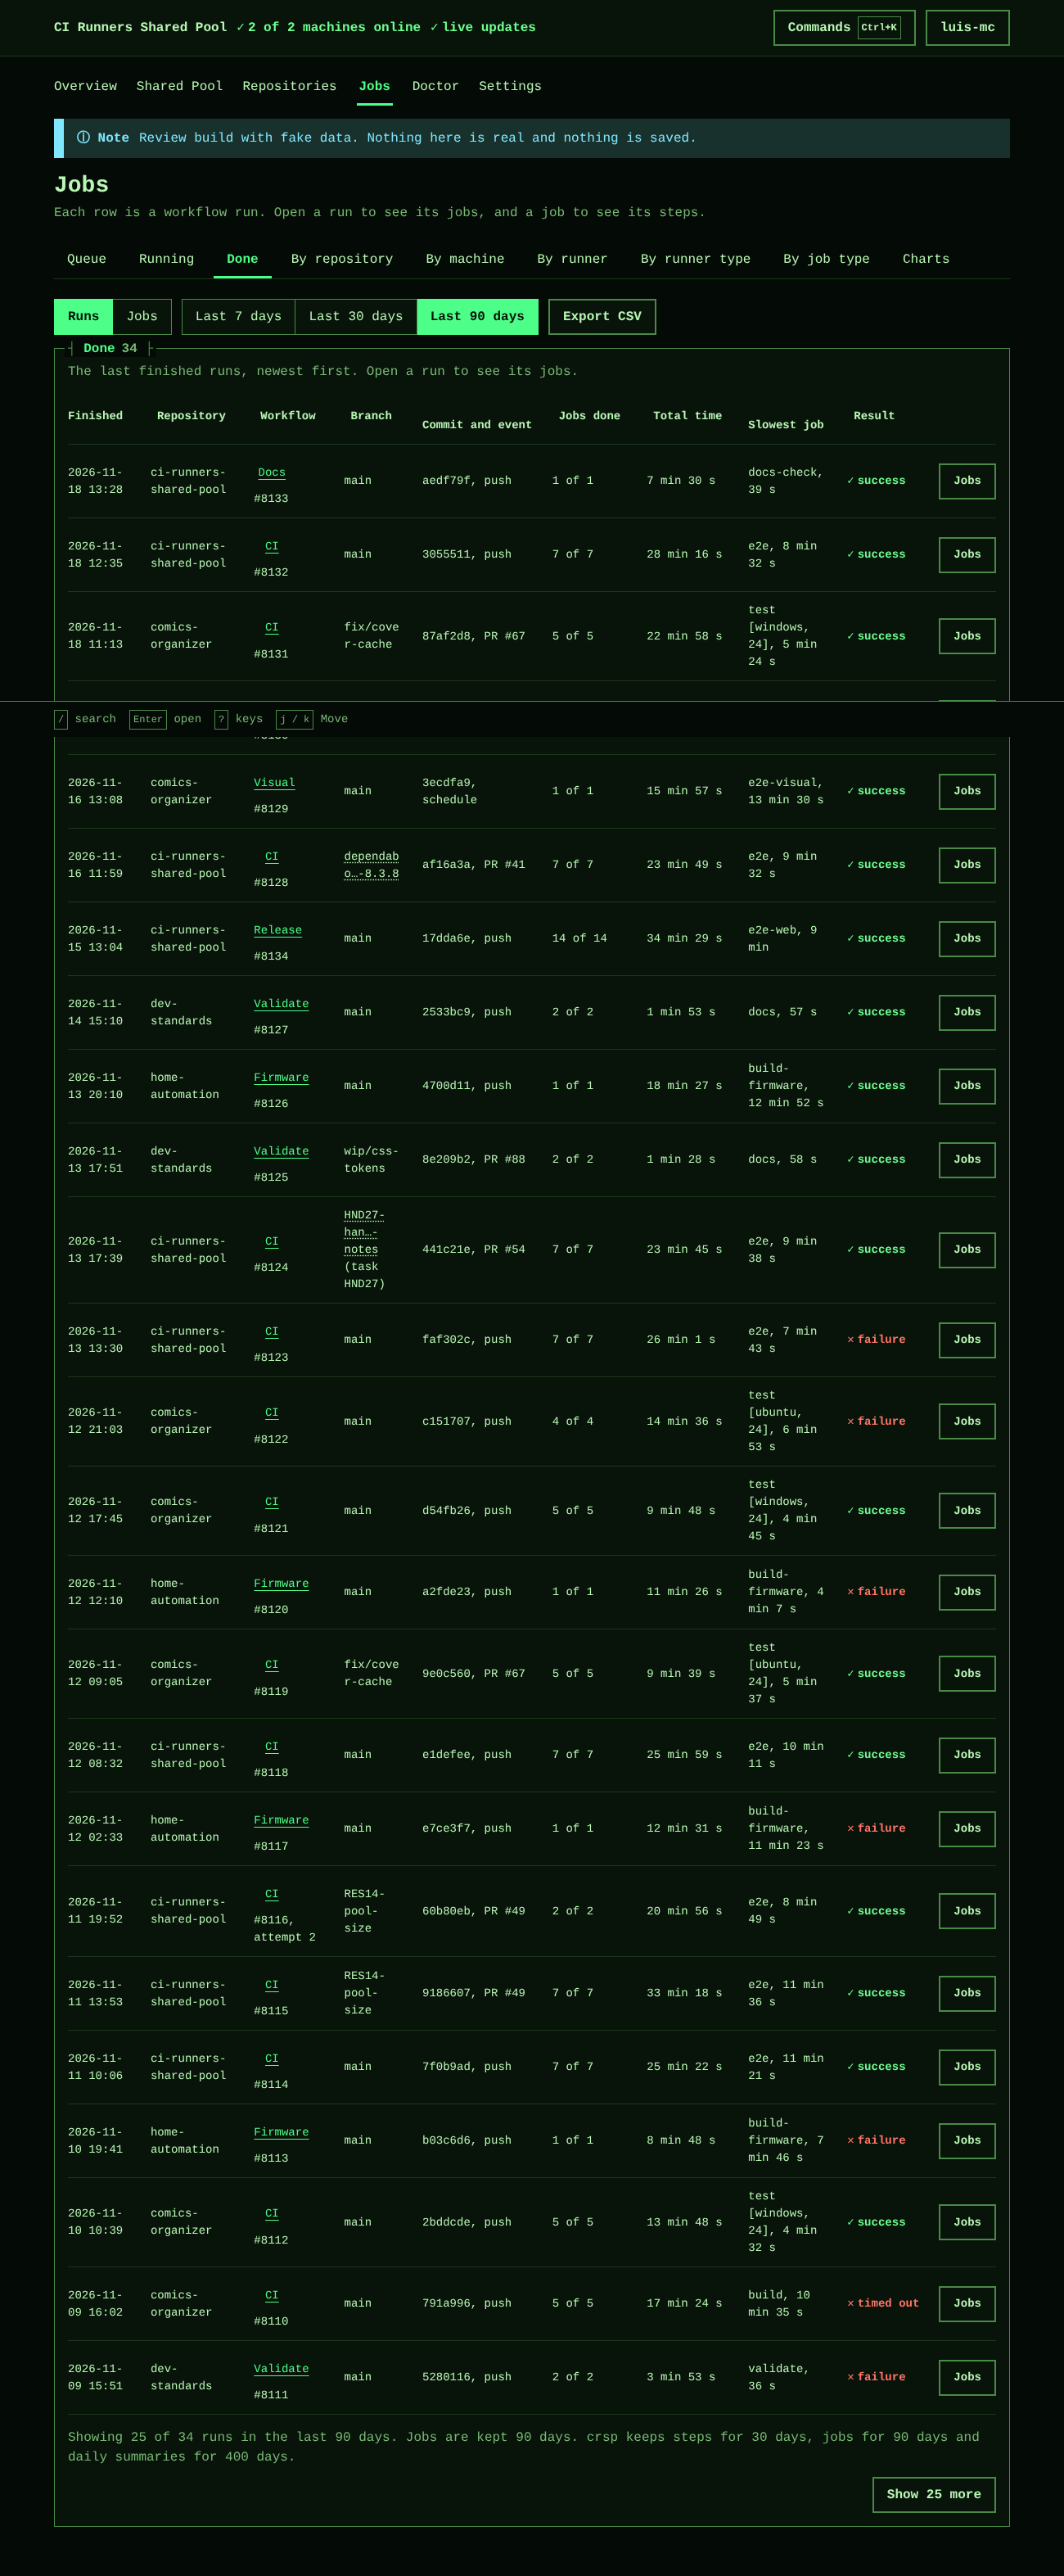 CI Runners Shared Pool ✓ 2 of 2 machines online ✓ live updates Commands Ctrl+K luis-mc
Overview Shared Pool Repositories Jobs Doctor Settings
ⓘ Note Review build with fake data. Nothing here is real and nothing is saved.
Jobs
Each row is a workflow run. Open a run to see its jobs, and a job to see its steps.
Queue Running Done By repository By machine By runner By runner type By job type Charts
Runs Jobs Last 7 days Last 30 days Last 90 days Export CSV
Done 34
The last finished runs, newest first. Open a run to see its jobs.
Finished Repository Workflow Branch Commit and event Jobs done Total time Slowest job Result
2026-11- ci-runners- Docs docs-check,
18 13:28 shared-pool #8133 main aedf79f, push 1 of 1 7 min 30 s 39 s ✓ success Jobs
2026-11- ci-runners- CI e2e, 8 min
18 12:35 shared-pool #8132 main 3055511, push 7 of 7 28 min 16 s 32 s ✓ success Jobs
test
2026-11- comics- CI fix/cove [windows,
18 11:13 organizer #8131 r-cache 87af2d8, PR #67 5 of 5 22 min 58 s 24], 5 min ✓ success Jobs
24 s
/ search Enter open ? keys j / k Move
2026-11- comics- Visual 3ecdfa9, e2e-visual,
16 13:08 organizer #8129 main schedule 1 of 1 15 min 57 s 13 min 30 s ✓ success Jobs
2026-11- ci-runners- CI dependab e2e, 9 min
16 11:59 shared-pool #8128 o…-8.3.8 af16a3a, PR #41 7 of 7 23 min 49 s 32 s ✓ success Jobs
2026-11- ci-runners- Release e2e-web, 9
15 13:04 shared-pool #8134 main 17dda6e, push 14 of 14 34 min 29 s min ✓ success Jobs
2026-11- dev- Validate
14 15:10 standards #8127 main 2533bc9, push 2 of 2 1 min 53 s docs, 57 s ✓ success Jobs
2026-11- home- Firmware build-
13 20:10 automation #8126 main 4700d11, push 1 of 1 18 min 27 s firmware, ✓ success Jobs
12 min 52 s
2026-11- dev- Validate wip/css-
13 17:51 standards #8125 tokens 8e209b2, PR #88 2 of 2 1 min 28 s docs, 58 s ✓ success Jobs
HND27-
han…-
2026-11- ci-runners- CI notes e2e, 9 min
13 17:39 shared-pool #8124 (task 441c21e, PR #54 7 of 7 23 min 45 s 38 s ✓ success Jobs
HND27)
2026-11- ci-runners- CI e2e, 7 min
13 13:30 shared-pool #8123 main faf302c, push 7 of 7 26 min 1 s 43 s × failure Jobs
test
2026-11- comics- CI [ubuntu,
12 21:03 organizer #8122 main c151707, push 4 of 4 14 min 36 s 24], 6 min × failure Jobs
53 s
test
2026-11- comics- CI [windows,
12 17:45 organizer #8121 main d54fb26, push 5 of 5 9 min 48 s 24], 4 min ✓ success Jobs
45 s
2026-11- home- Firmware build-
12 12:10 automation #8120 main a2fde23, push 1 of 1 11 min 26 s firmware, 4 × failure Jobs
min 7 s
test
2026-11- comics- CI fix/cove [ubuntu,
12 09:05 organizer #8119 r-cache 9e0c560, PR #67 5 of 5 9 min 39 s 24], 5 min ✓ success Jobs
37 s
2026-11- ci-runners- CI e2e, 10 min
12 08:32 shared-pool #8118 main e1defee, push 7 of 7 25 min 59 s 11 s ✓ success Jobs
2026-11- home- Firmware build-
12 02:33 automation #8117 main e7ce3f7, push 1 of 1 12 min 31 s firmware, × failure Jobs
11 min 23 s
2026-11- ci-runners- CI RES14- e2e, 8 min
11 19:52 shared-pool #8116, pool- 60b80eb, PR #49 2 of 2 20 min 56 s 49 s ✓ success Jobs
attempt 2 size
2026-11- ci-runners- CI RES14- e2e, 11 min
11 13:53 shared-pool #8115 pool- 9186607, PR #49 7 of 7 33 min 18 s 36 s ✓ success Jobs
size
2026-11- ci-runners- CI e2e, 11 min
11 10:06 shared-pool #8114 main 7f0b9ad, push 7 of 7 25 min 22 s 21 s ✓ success Jobs
2026-11- home- Firmware build-
10 19:41 automation #8113 main b03c6d6, push 1 of 1 8 min 48 s firmware, 7 × failure Jobs
min 46 s
test
2026-11- comics- CI [windows,
10 10:39 organizer #8112 main 2bddcde, push 5 of 5 13 min 48 s 24], 4 min ✓ success Jobs
32 s
2026-11- comics- CI build, 10
09 16:02 organizer #8110 main 791a996, push 5 of 5 17 min 24 s min 35 s × timed out Jobs
2026-11- dev- Validate validate,
09 15:51 standards #8111 main 5280116, push 2 of 2 3 min 53 s 36 s × failure Jobs
Showing 25 of 34 runs in the last 90 days. Jobs are kept 90 days. crsp keeps steps for 30 days, jobs for 90 days and
daily summaries for 400 days.
Show 25 more